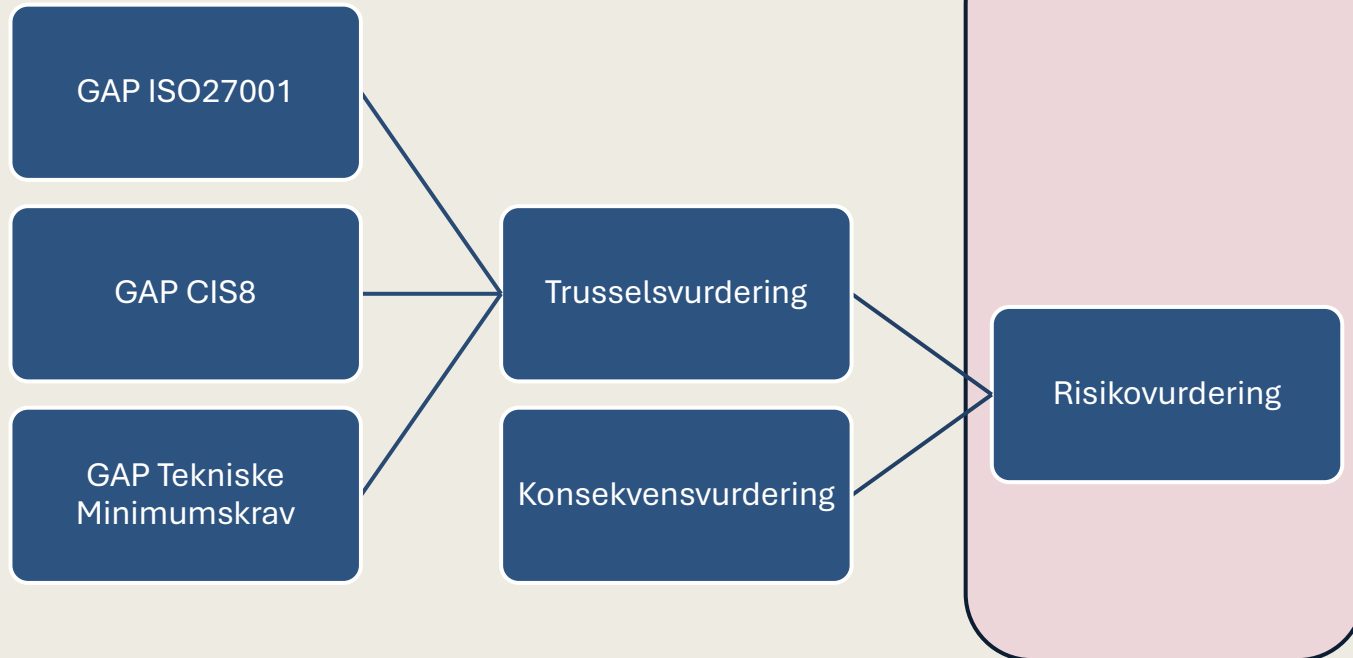 GAP ISO27001
GAP CIS8
GAP Tekniske
Minimumskrav
Trusselsvurdering
Konsekvensvurdering
Risikovurdering